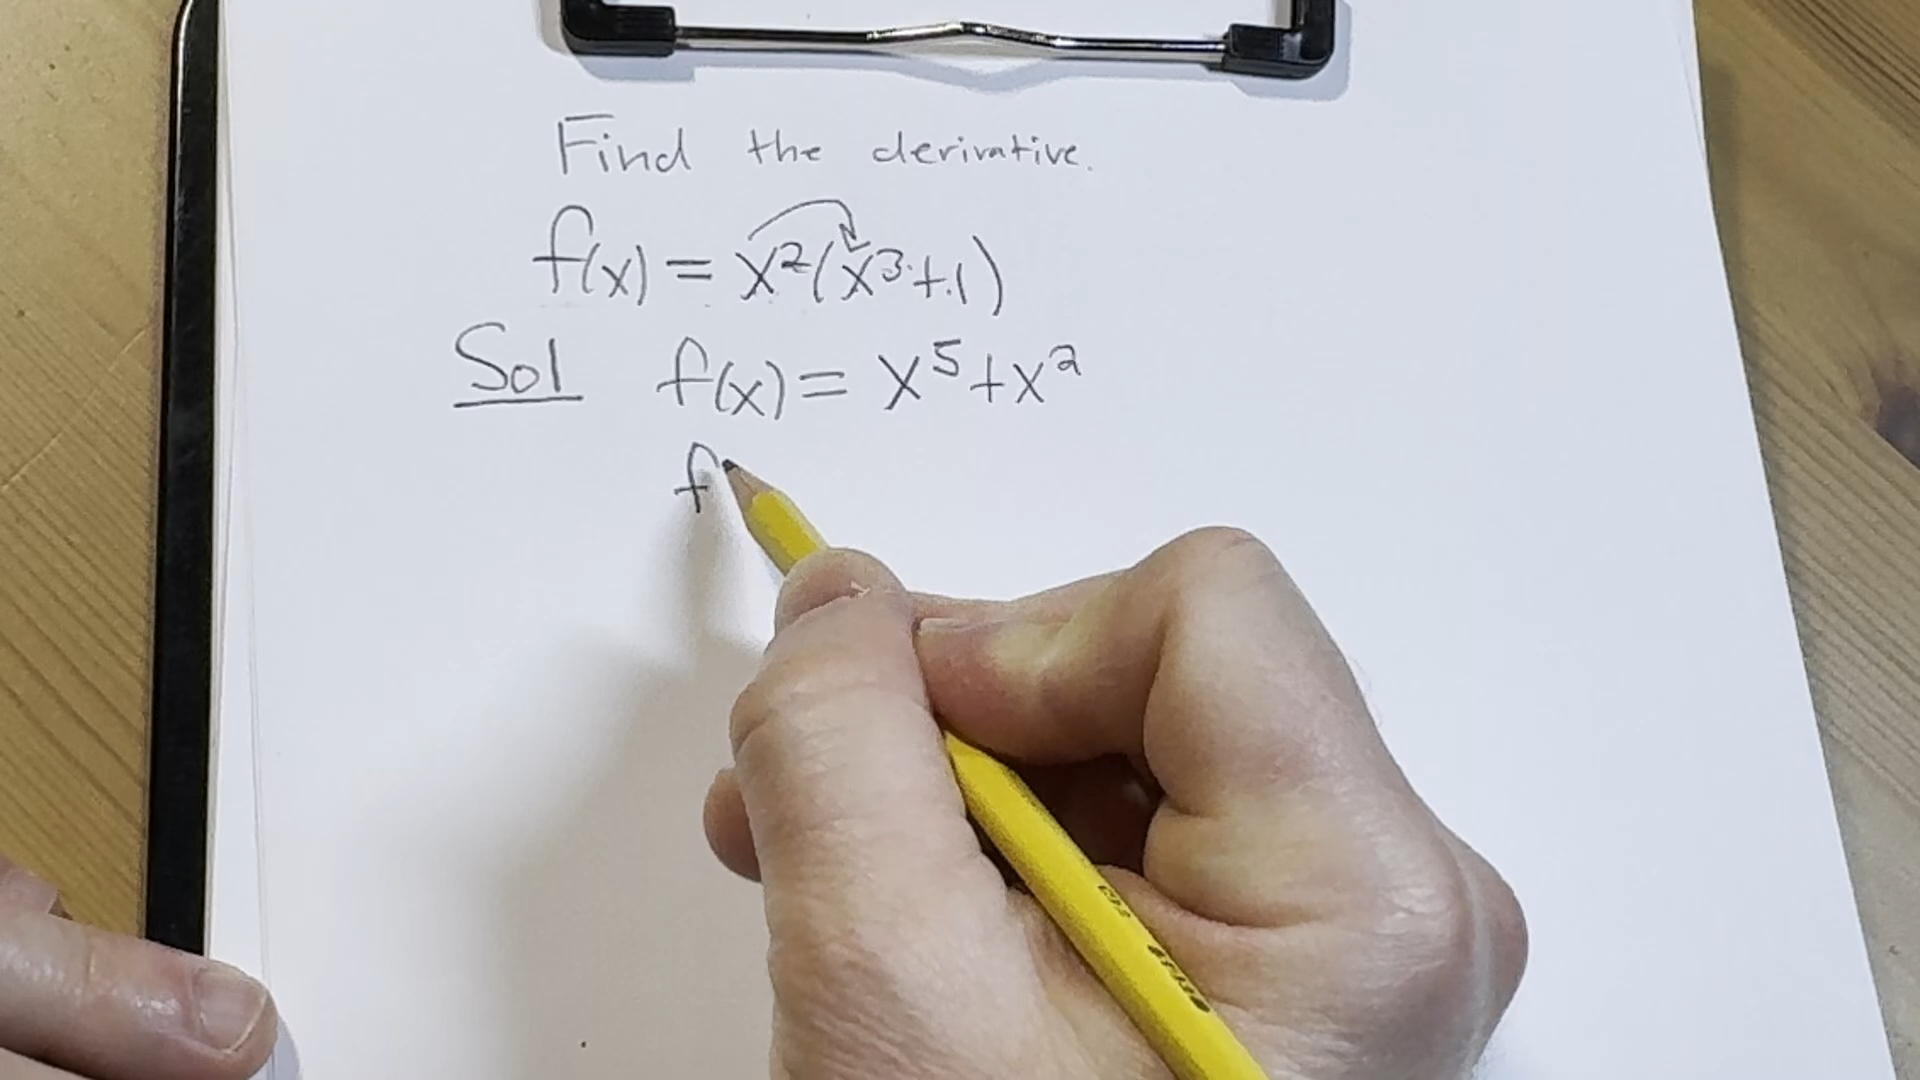 Find the derivative.
f(x) = x²(x³+1)
Sol f(x) = x⁵+x²
f